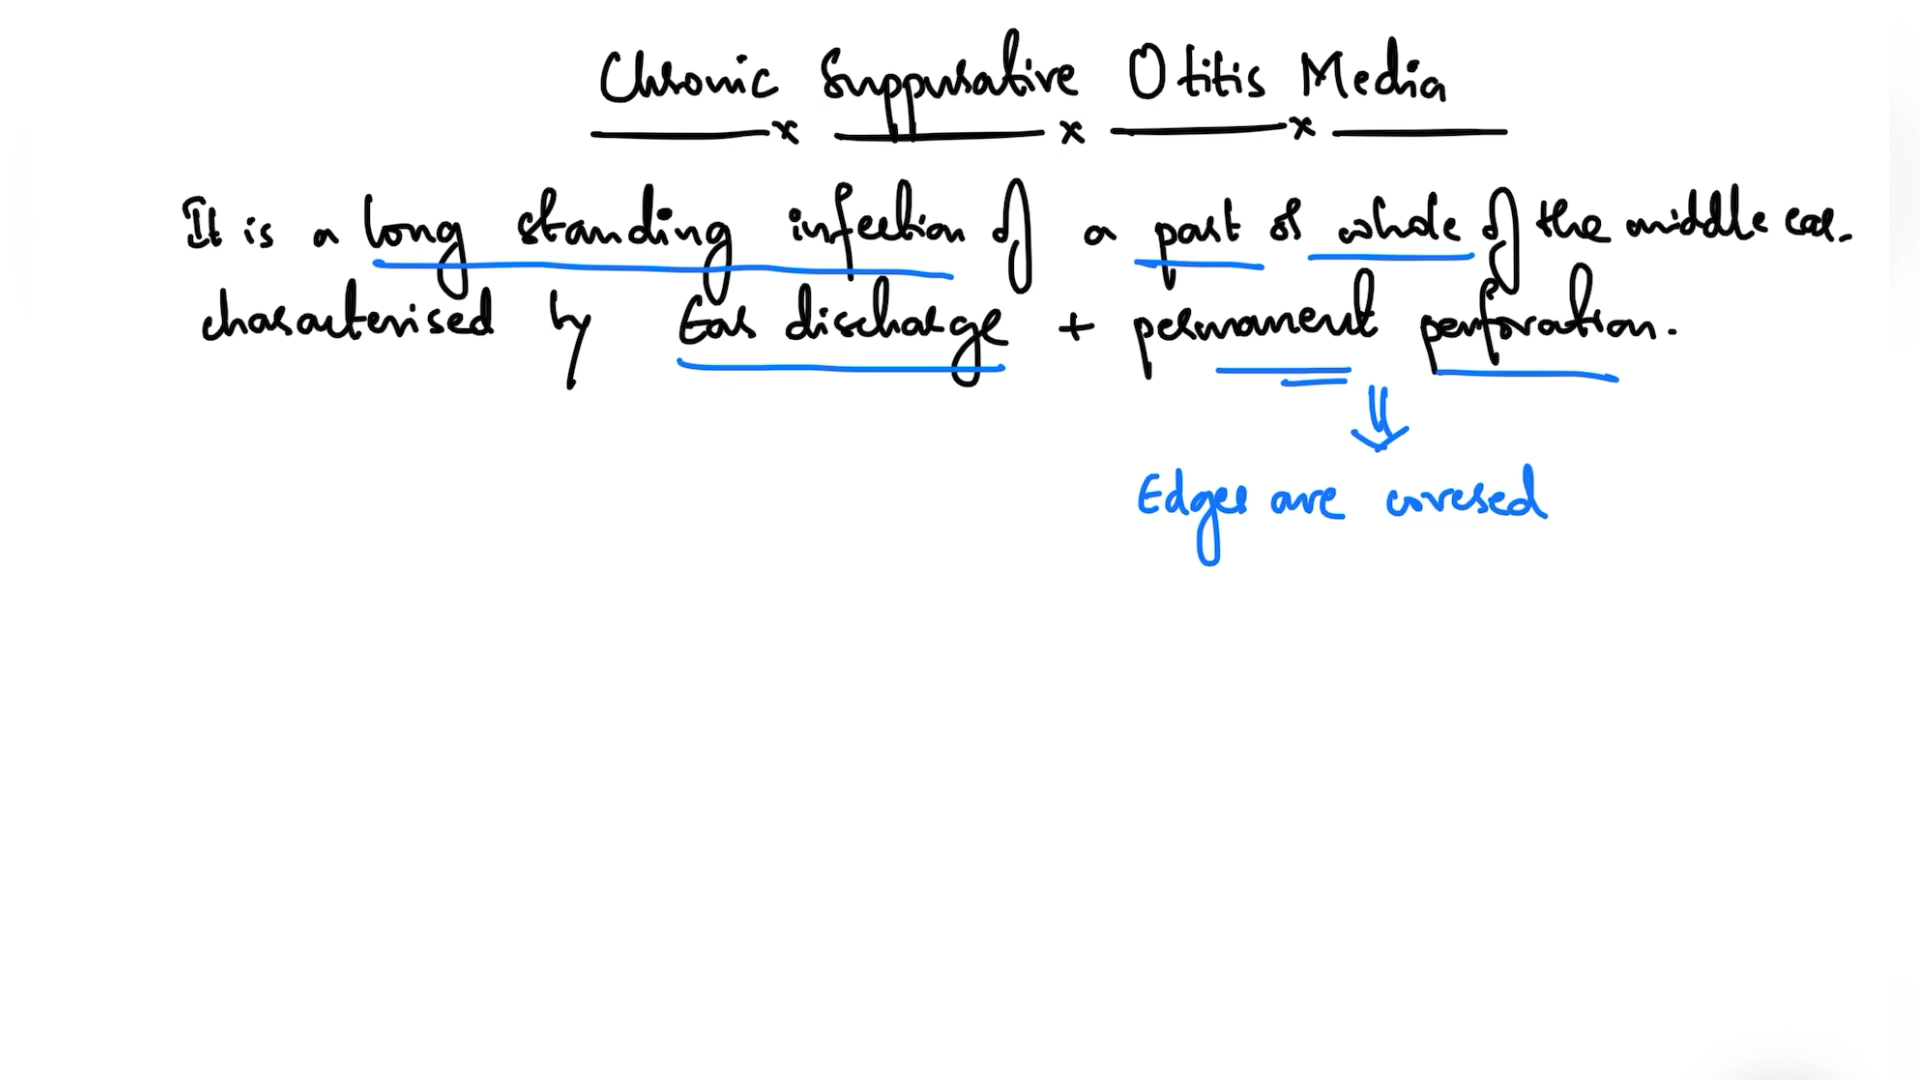 Chronic Suppurative Otitis Media
It is a long standing infection of a part or whole of the middle ear.
characterised by Ear discharge + permanent perforation.
Edges are covered